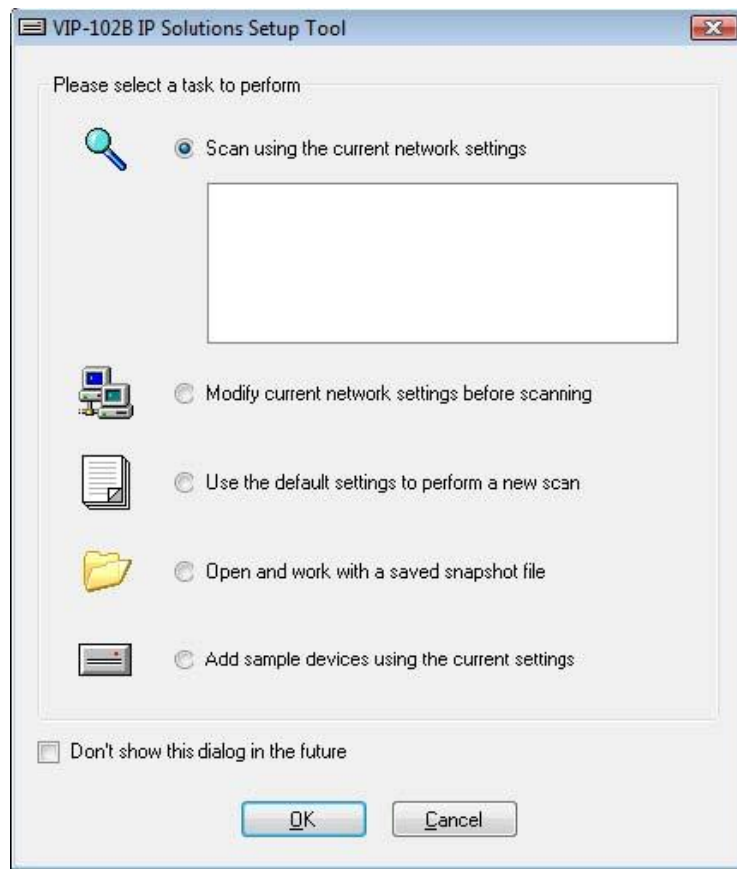 VIP-102B IP Solutions Setup Tool
Please select a task to perform
Scan using the current network settings
Modify current network settings before scanning
Use the default settings to perform a new scan
Open and work with a saved snapshot file
Add sample devices using the current settings
Don't show this dialog in the future
OK Cancel